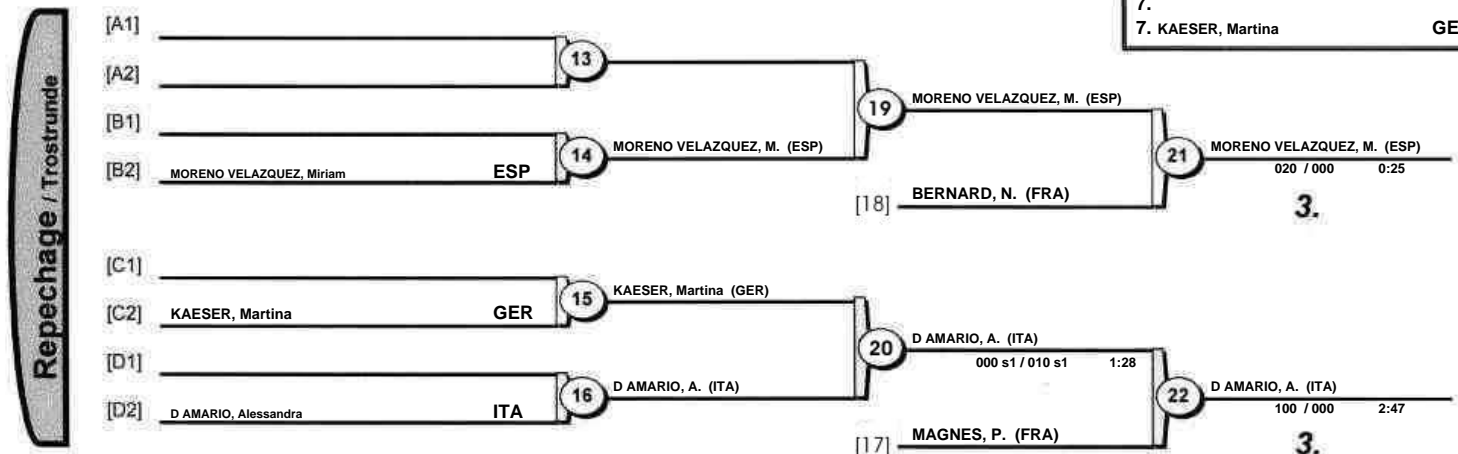 7.
7. KAESER, Martina GE
Repechage / Trostrunde
[A1]
13
[A2]
19 MORENO VELAZQUEZ, M. (ESP)
[B1]
14 MORENO VELAZQUEZ, M. (ESP)
21 MORENO VELAZQUEZ, M. (ESP)
020 / 000 0:25
[B2] MORENO VELAZQUEZ, Miriam ESP
[18] BERNARD, N. (FRA)
3.
[C1]
15 KAESER, Martina (GER)
[C2] KAESER, Martina GER
20 D AMARIO, A. (ITA)
000 s1 / 010 s1 1:28
[D1]
16 D AMARIO, A. (ITA)
22 D AMARIO, A. (ITA)
100 / 000 2:47
[D2] D AMARIO, Alessandra ITA
[17] MAGNES, P. (FRA)
3.